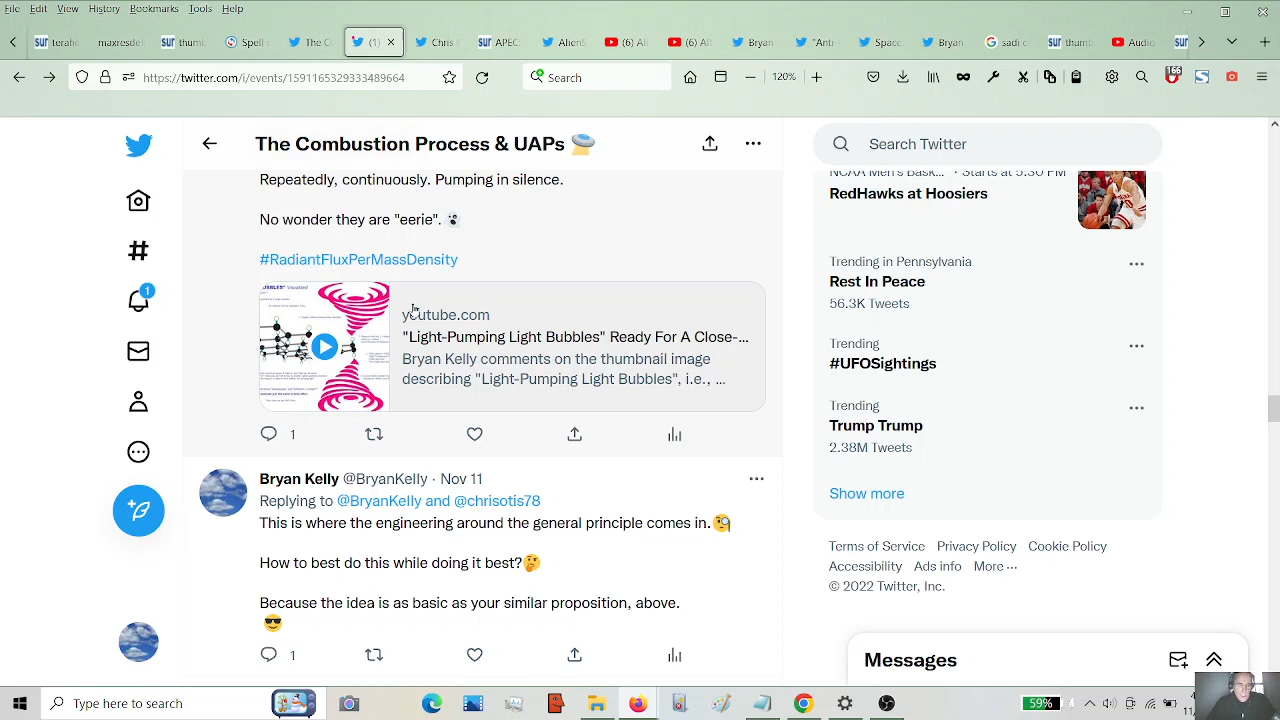 File Edit View History Bookmarks Tools Help
terahe
thumb
Spell c
The C
(1)
Chris
APEC:
AlienS
(6) Al
(6) Al
Bryan
"Anti-
Space.
Bryan
sadi c
thumb
Audio
https://twitter.com/i/events/1591165329333489664
Search
120%
166
The Combustion Process & UAPs
Search Twitter
Repeatedly, continuously. Pumping in silence.
No wonder they are "eerie".
#RadiantFluxPerMassDensity
youtube.com
"Light-Pumping Light Bubbles" Ready For A Close-...
Bryan Kelly comments on the thumbnail image
describing "Light-Pumping Light Bubbles",
1
Bryan Kelly @BryanKelly · Nov 11
Replying to @BryanKelly and @chrisotis78
This is where the engineering around the general principle comes in.
How to best do this while doing it best?
Because the idea is as basic as your similar proposition, above.
1
NCAA Men's Bask... · Starts at 5:30 PM
RedHawks at Hoosiers
Trending in Pennsylvania
Rest In Peace
Trending
#UFOSightings
Trending
Trump Trump
2.38M Tweets
Show more
Terms of Service Privacy Policy Cookie Policy
Accessibility Ads info More ...
© 2022 Twitter, Inc.
Messages
1
Type here to search
59%